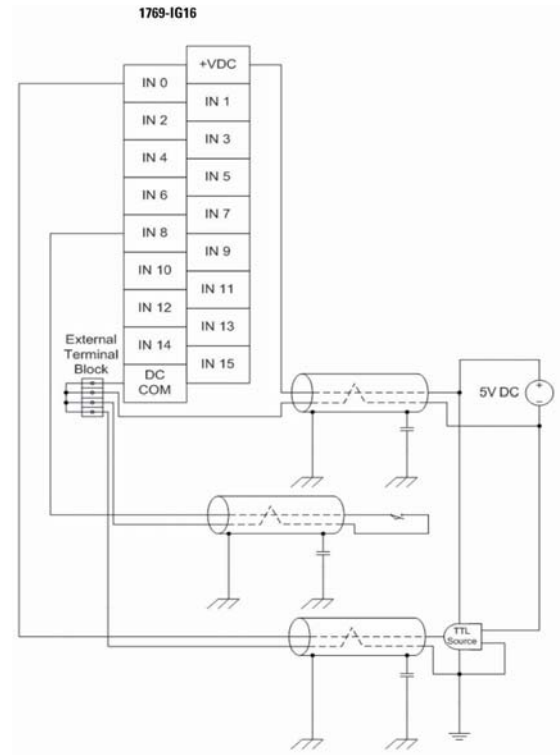 1769-IG16
+VDC
IN 0
IN 1
IN 2
IN 3
IN 4
IN 5
IN 6
IN 7
IN 8
IN 9
IN 10
IN 11
IN 12
IN 13
IN 14
IN 15
DC
COM
External
Terminal
Block
5V DC
+
−
TTL
Source